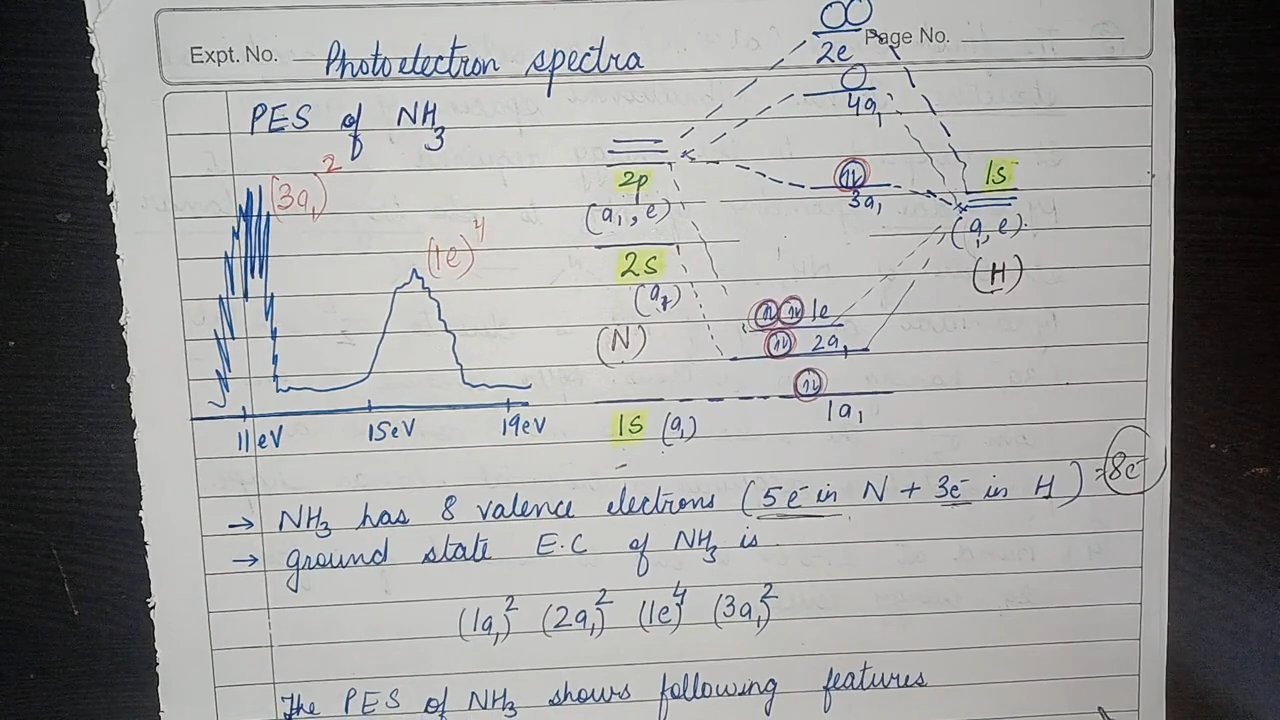 Expt. No. Photoelectron spectra
Page No.
2e
4a₁
PES of NH₃
(3a₁)²
2p
(a₁, e)
3a₁
1s
(a₁, e)
(H)
(1e)⁴
2s
(a₁)
(N)
1e
2a₁
1a₁
11eV 15eV 19eV
1s (a₁)
→ NH₃ has 8 valence electrons (5e⁻ in N + 3e⁻ in H) = 8e⁻
→ ground state E.C of NH₃ is
(1a₁)² (2a₁)² (1e)⁴ (3a₁)²
The PES of NH₃ shows following features